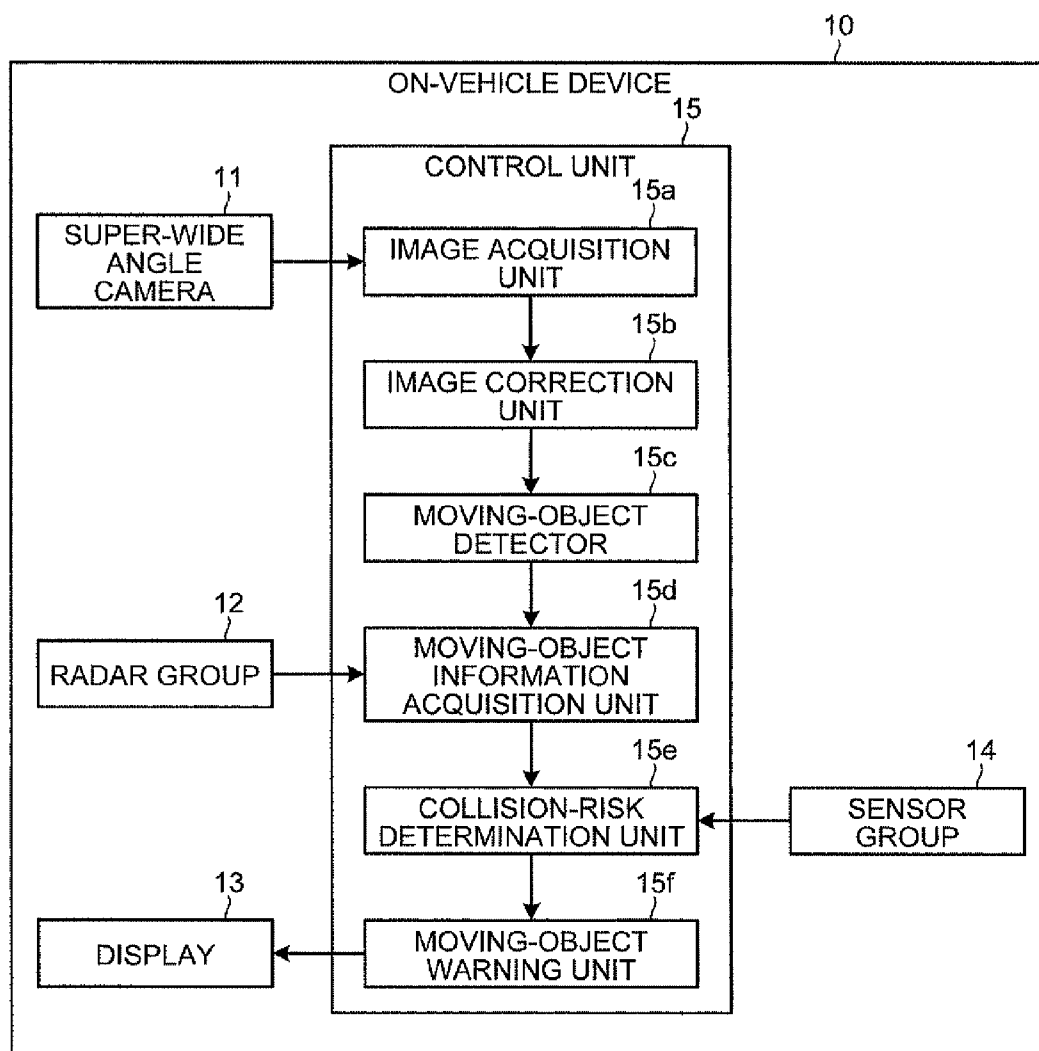 10
ON-VEHICLE DEVICE
15
CONTROL UNIT
11
SUPER-WIDE
ANGLE
CAMERA
15a
IMAGE ACQUISITION
UNIT
15b
IMAGE CORRECTION
UNIT
15c
MOVING-OBJECT
DETECTOR
12
RADAR GROUP
15d
MOVING-OBJECT
INFORMATION
ACQUISITION UNIT
15e
COLLISION-RISK
DETERMINATION UNIT
14
SENSOR
GROUP
13
DISPLAY
15f
MOVING-OBJECT
WARNING UNIT